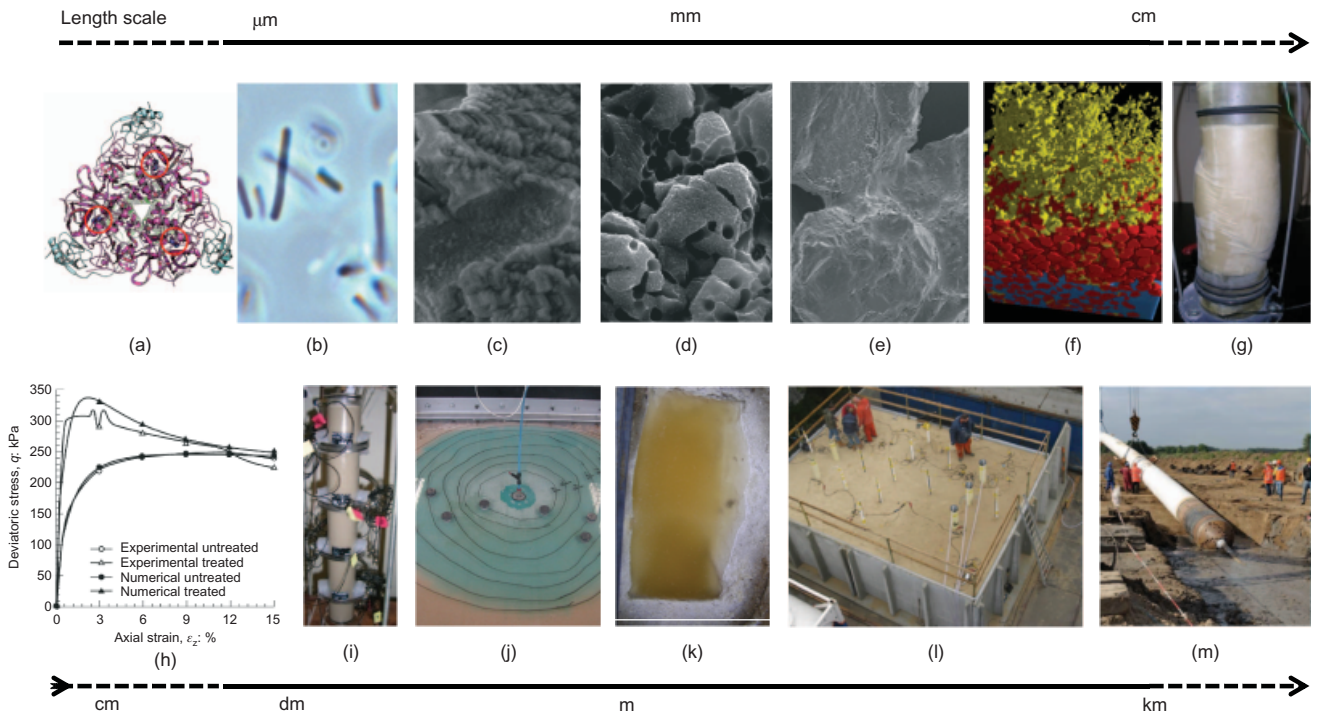 Length scale
μm
mm
cm
(a)
(b)
(c)
(d)
(e)
(f)
(g)
Deviatoric stress, q: kPa
350
300
250
200
150
100
50
0
Experimental untreated
Experimental treated
Numerical untreated
Numerical treated
0 3 6 9 12 15
Axial strain, εz: %
(h)
(i)
(j)
(k)
(l)
(m)
cm
dm
m
km